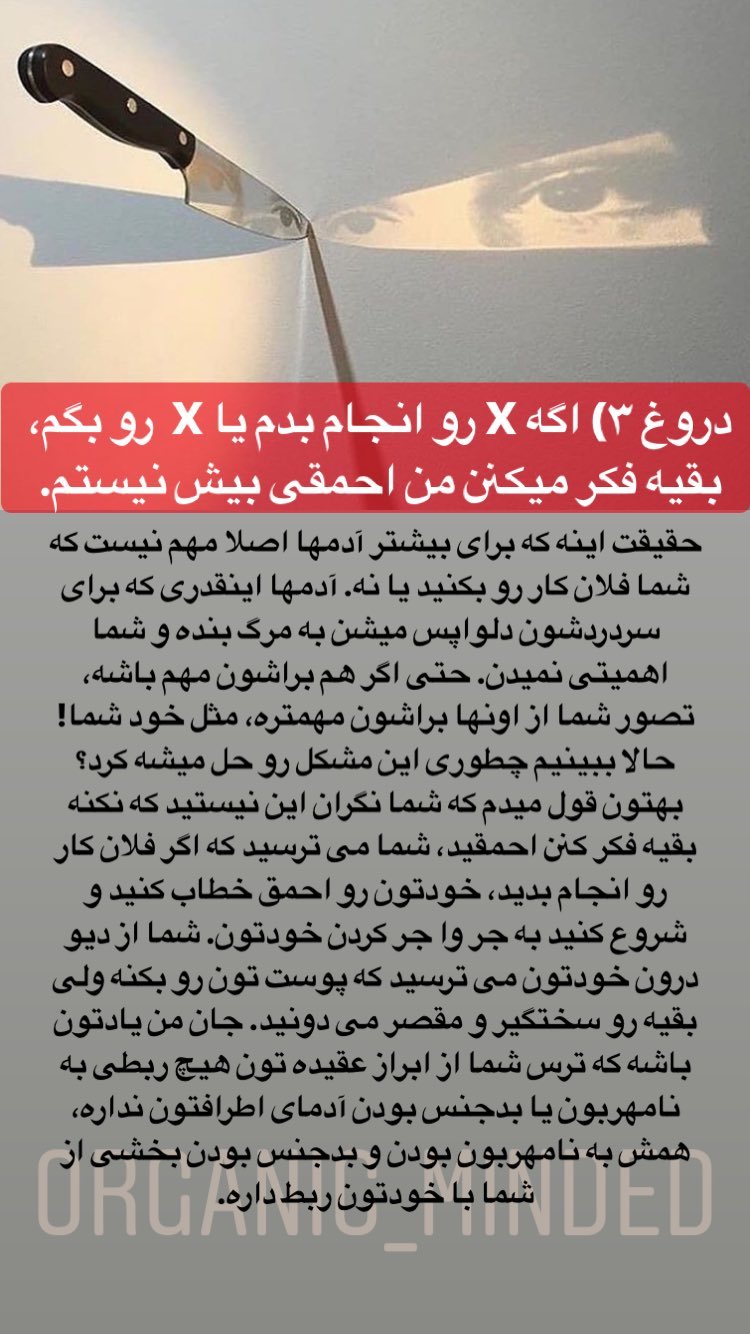 دروغ ۳) اگه X رو انجام بدم یا X رو بگم،
بقیه فکر میکنن من احمقی بیش نیستم.
حقیقت اینه که برای بیشتر آدمها اصلا مهم نیست که
شما فلان کار رو بکنید یا نه. آدمها اینقدری که برای
سردردشون دلواپس میشن به مرگ بنده و شما
اهمیتی نمیدن. حتی اگر هم براشون مهم باشه،
تصور شما از اونها براشون مهمتره، مثل خود شما!
حالا ببینیم چطوری این مشکل رو حل میشه کرد؟
بهتون قول میدم که شما نگران این نیستید که نکنه
بقیه فکر کنن احمقید، شما می ترسید که اگر فلان کار
رو انجام بدید، خودتون رو احمق خطاب کنید و
شروع کنید به جر وا جر کردن خودتون. شما از دیو
درون خودتون می ترسید که پوست تون رو بکنه ولی
بقیه رو سختگیر و مقصر می دونید. جان من یادتون
باشه که ترس شما از ابراز عقیده تون هیچ ربطی به
نامهربون یا بدجنس بودن آدمای اطرافتون نداره،
همش به نامهربون بودن و بدجنس بودن بخشی از
شما با خودتون ربط داره.
ORGANIC_MINDED